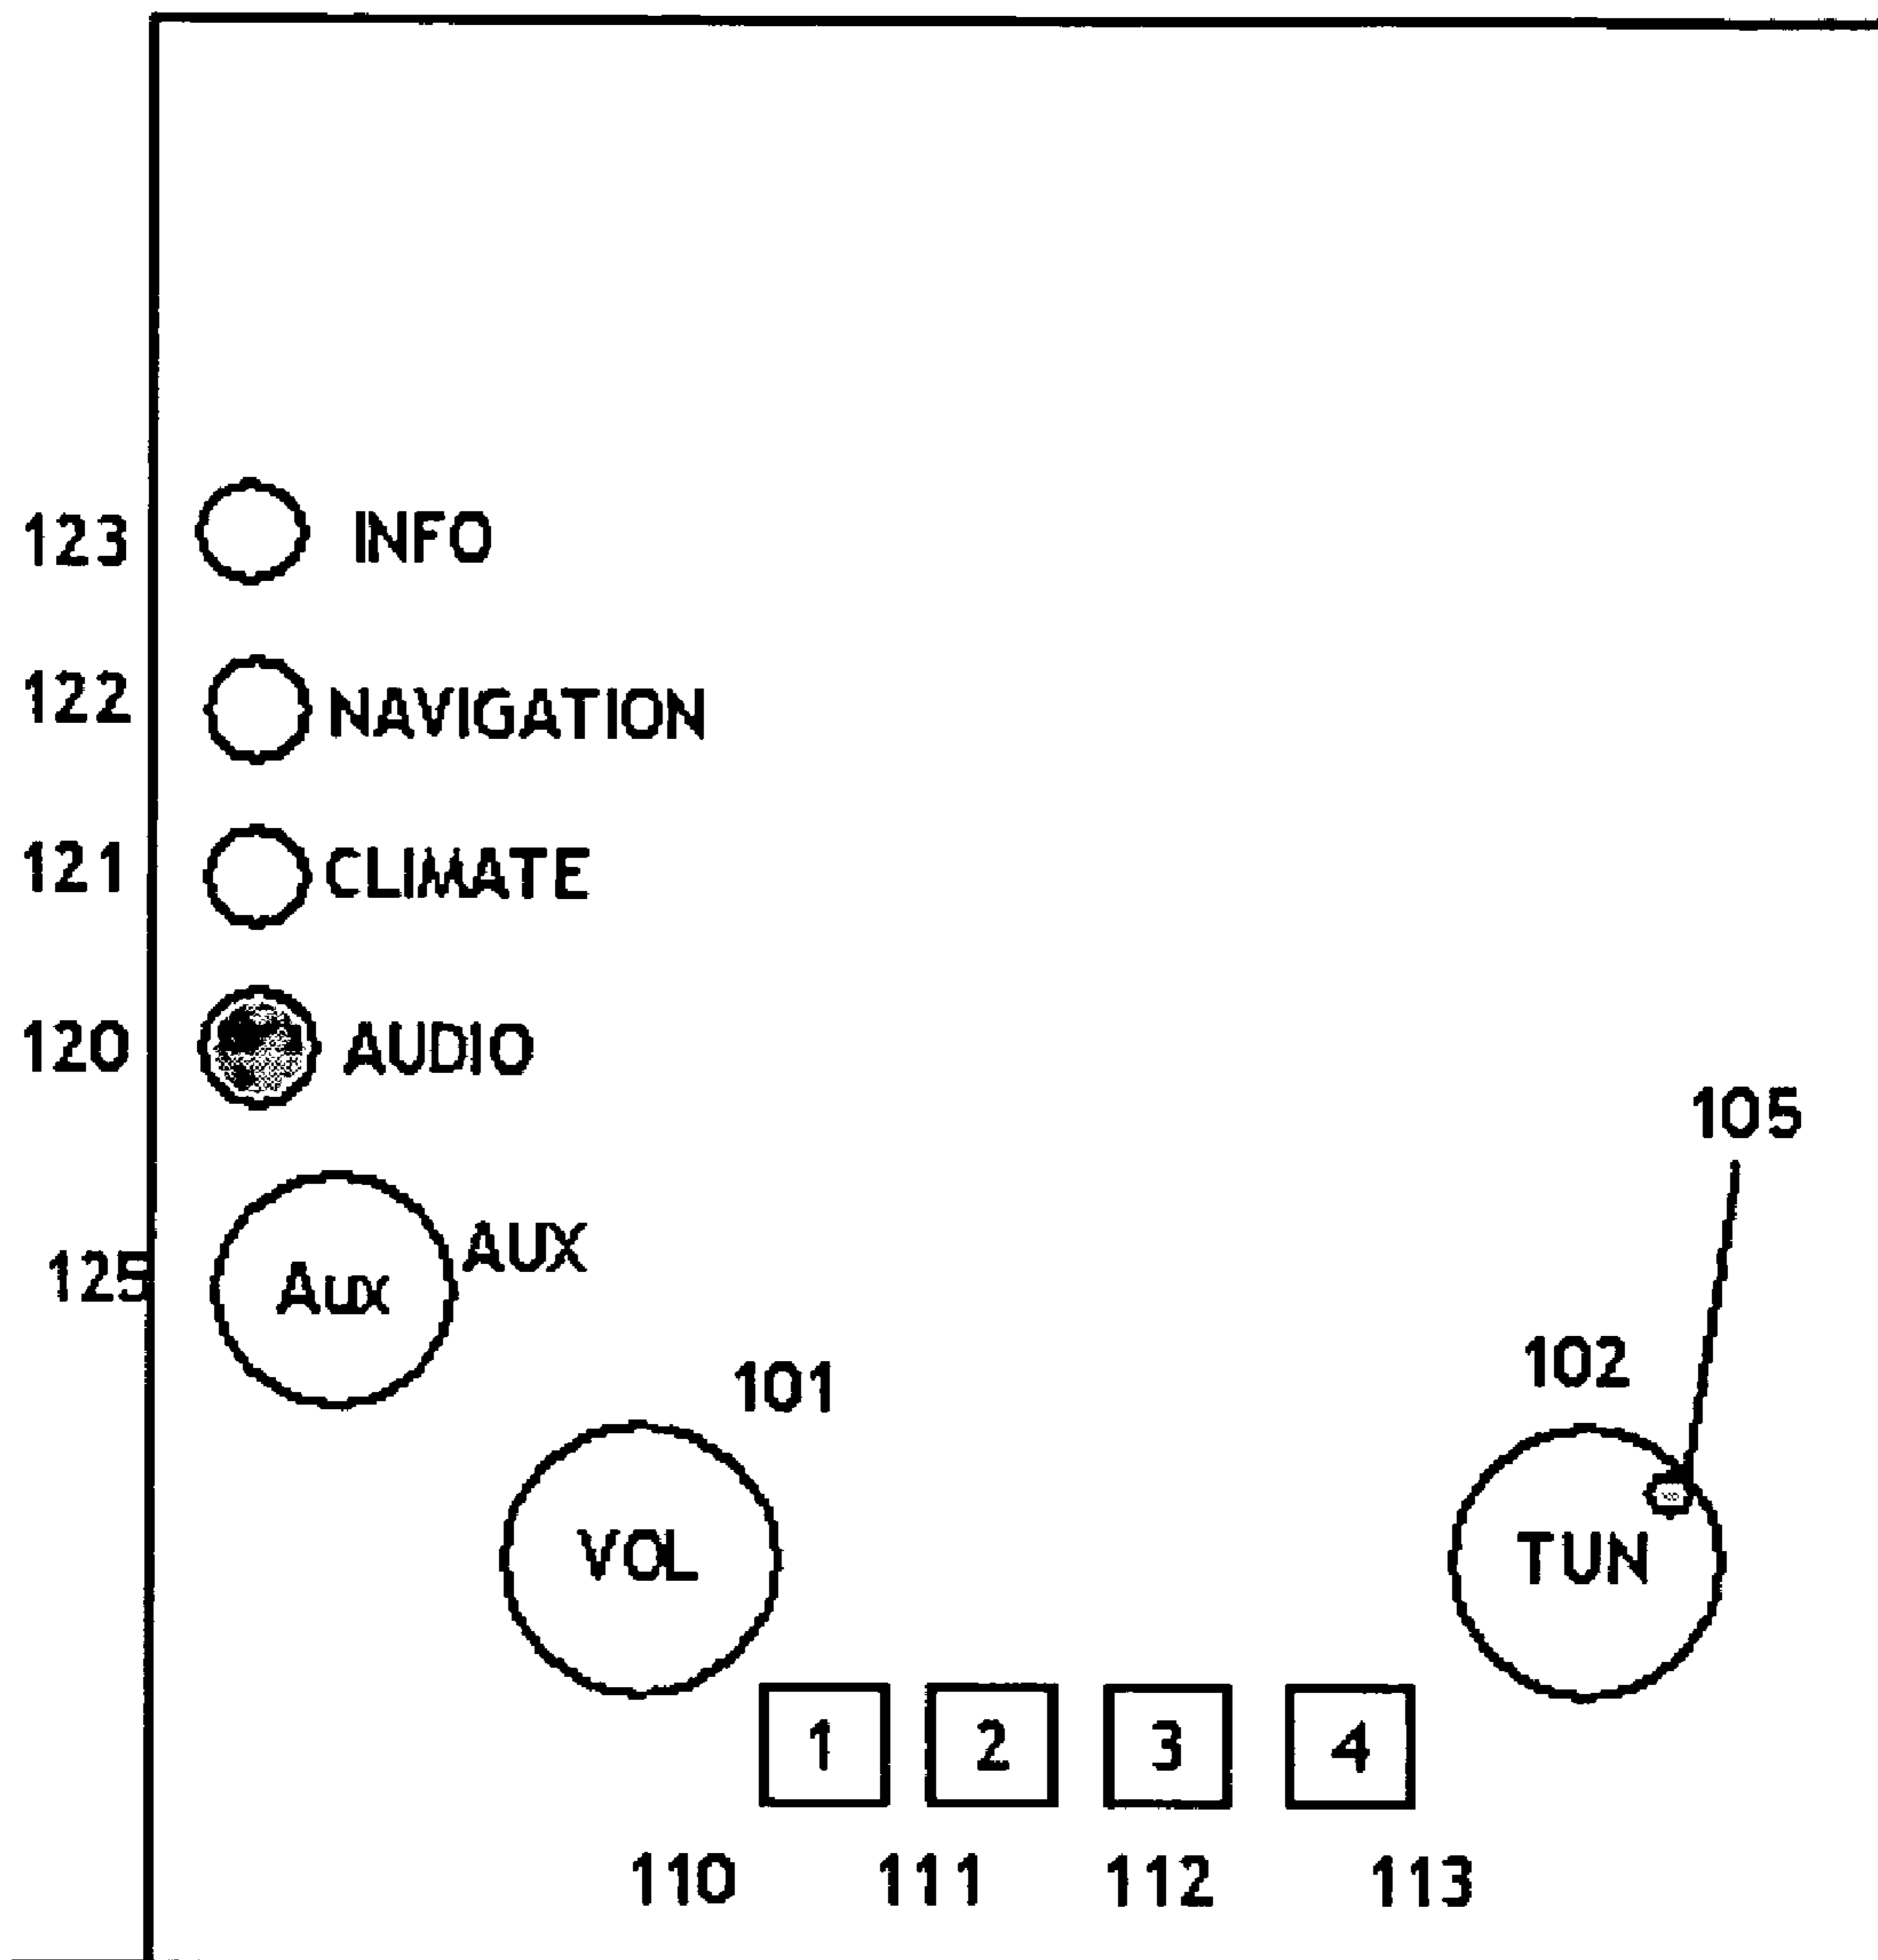 123 INFO
122 NAVIGATION
121 CLIMATE
120 AUDIO
105
125 Aux AUX
101
102
VOL
TUN
1 2 3 4
110 111 112 113